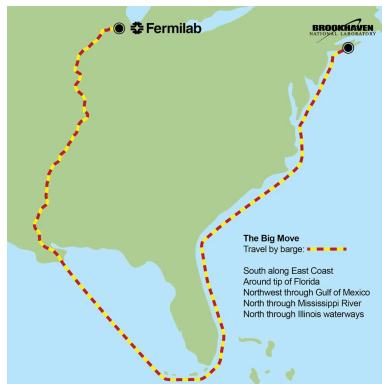 Fermilab
BROOKHAVEN
NATIONAL LABORATORY
The Big Move
Travel by barge:
South along East Coast
Around tip of Florida
Northwest through Gulf of Mexico
North through Mississippi River
North through Illinois waterways